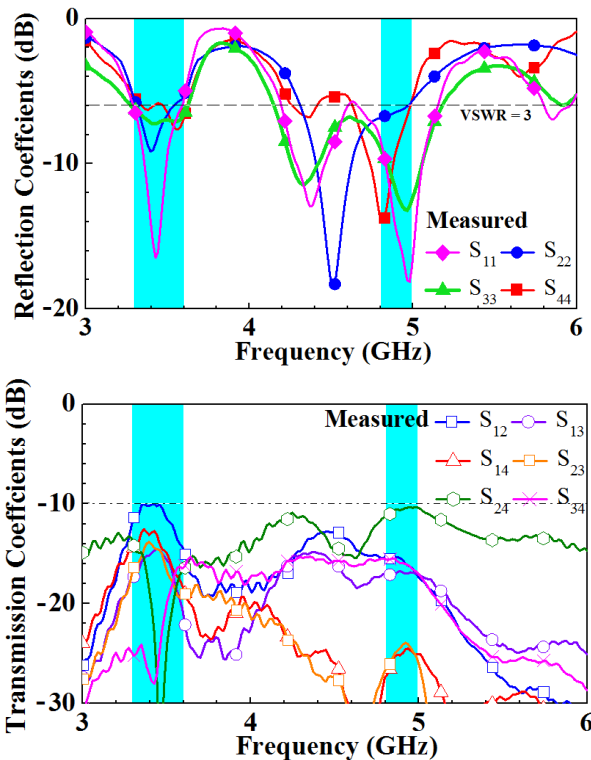 Reflection Coeffcients (dB)
0
-10
-20
VSWR = 3
Measured
S11 S22
S33 S44
3 4 5 6
Frequency (GHz)
Transmission Coeffcients (dB)
0
-10
-20
-30
Measured
S12 S13
S14 S23
S24 S34
3 4 5 6
Frequency (GHz)